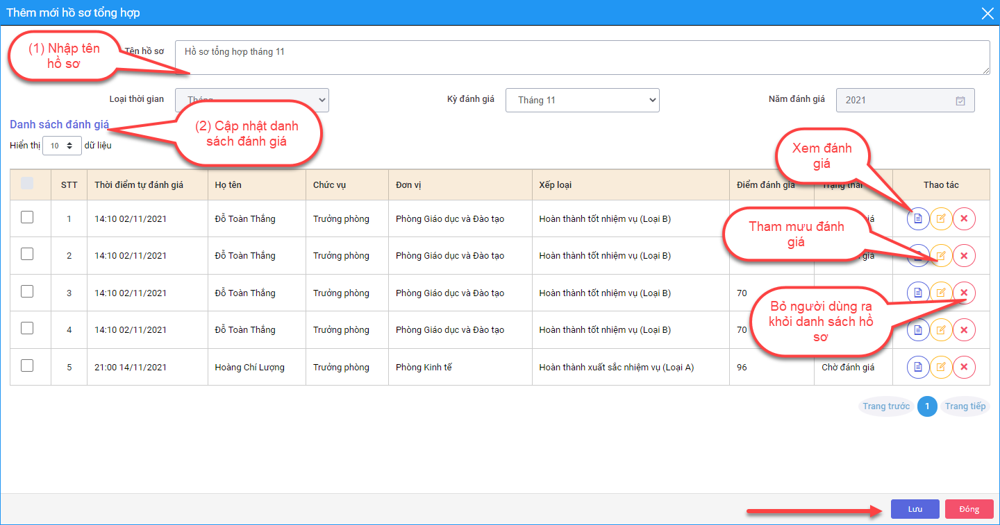 Thêm mới hồ sơ tổng hợp
(1) Nhập tên
hồ sơ
Tên hồ sơ
Hồ sơ tổng hợp tháng 11
Loại thời gian
Tháng
Kỳ đánh giá
Tháng 11
Năm đánh giá
2021
Danh sách đánh giá
(2) Cập nhật danh
sách đánh giá
Hiển thị 10 dữ liệu
Xem đánh
giá
STT Thời điểm tự đánh giá Họ tên Chức vụ Đơn vị Xếp loại Điểm đánh giá Trạng thái Thao tác
1 14:10 02/11/2021 Đỗ Toàn Thắng Trưởng phòng Phòng Giáo dục và Đào tạo Hoàn thành tốt nhiệm vụ (Loại B) giá
Tham mưu đánh
giá
2 14:10 02/11/2021 Đỗ Toàn Thắng Trưởng phòng Phòng Giáo dục và Đào tạo Hoàn thành tốt nhiệm vụ (Loại B) giá
3 14:10 02/11/2021 Đỗ Toàn Thắng Trưởng phòng Phòng Giáo dục và Đào tạo Hoàn thành tốt nhiệm vụ (Loại B) 70
Bỏ người dùng ra
khỏi danh sách hồ
sơ
4 14:10 02/11/2021 Đỗ Toàn Thắng Trưởng phòng Phòng Giáo dục và Đào tạo Hoàn thành tốt nhiệm vụ (Loại B) 70
5 21:00 14/11/2021 Hoàng Chí Lượng Trưởng phòng Phòng Kinh tế Hoàn thành xuất sắc nhiệm vụ (Loại A) 96 Chờ đánh giá
Trang trước 1 Trang tiếp
Lưu Đóng